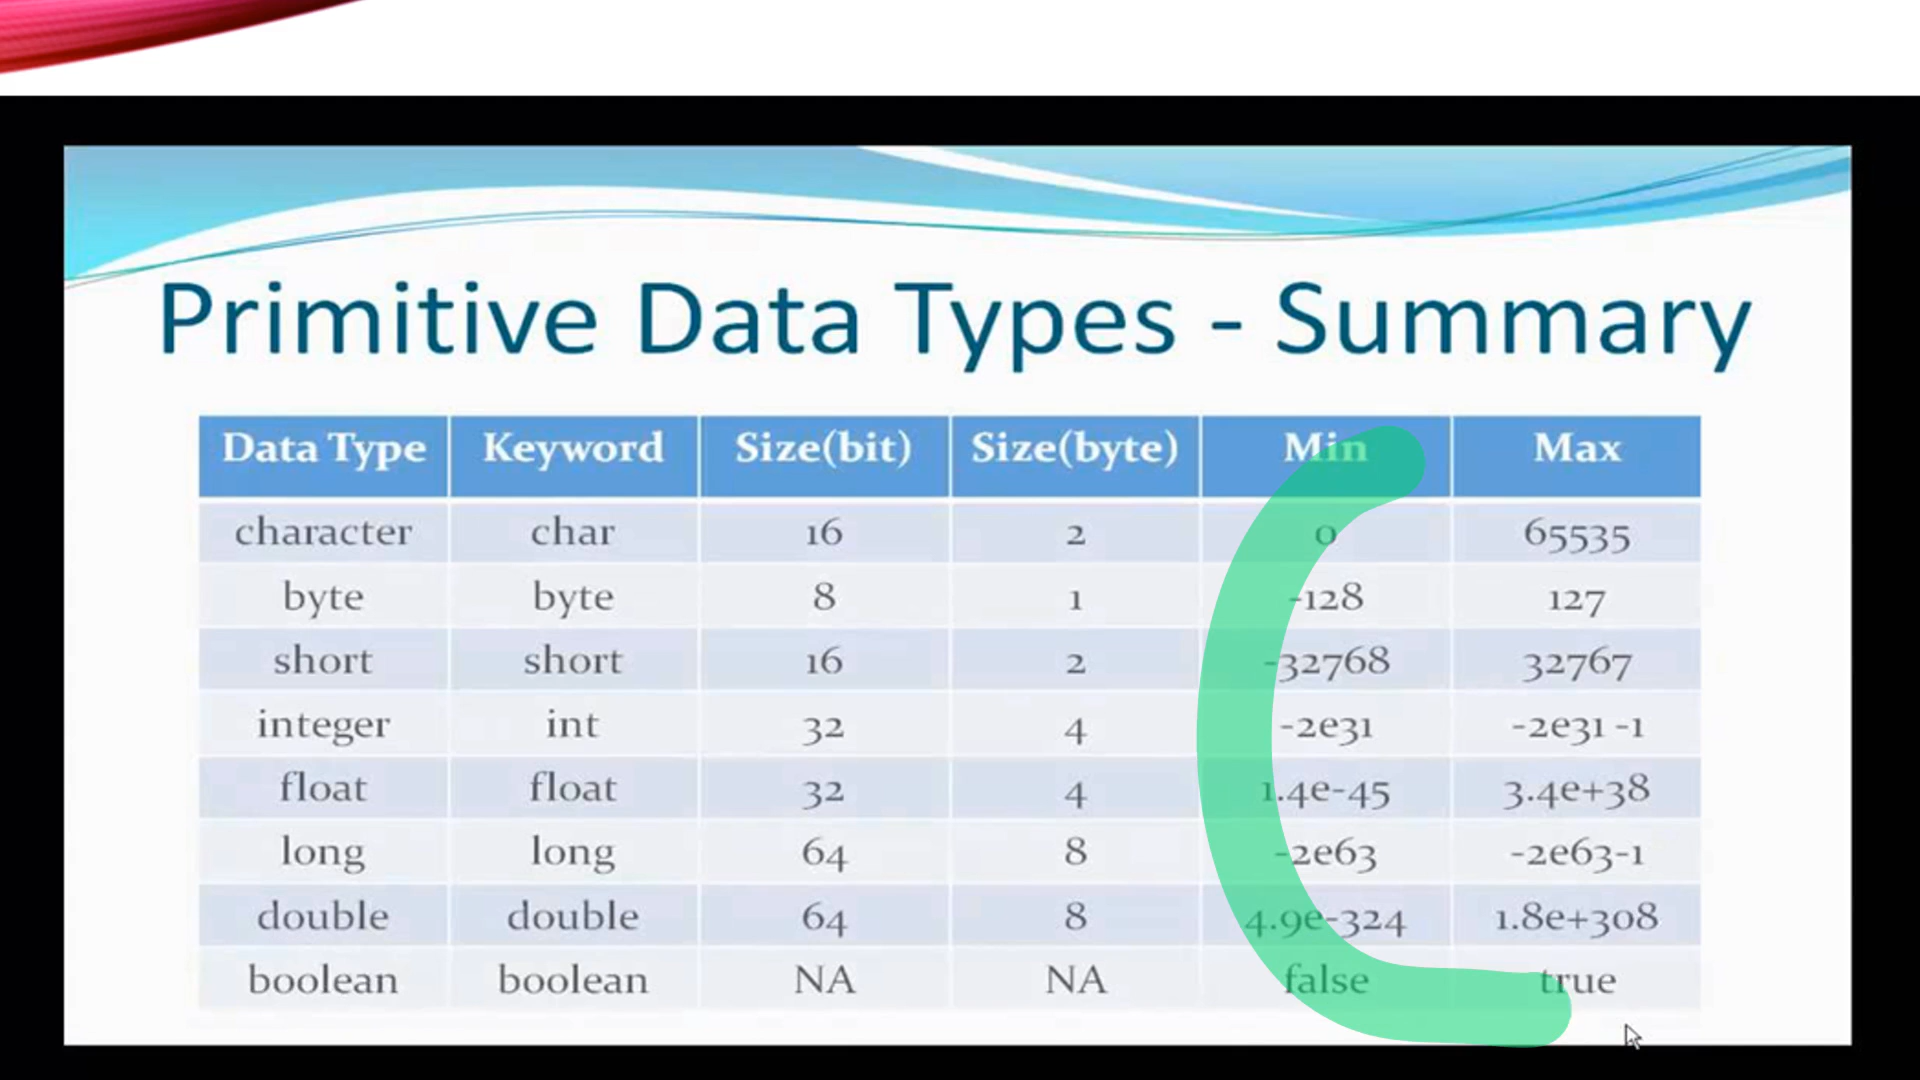 Primitive Data Types - Summary
Data Type Keyword Size(bit) Size(byte) Min Max
character char 16 2 0 65535
byte byte 8 1 -128 127
short short 16 2 -32768 32767
integer int 32 4 -2e31 -2e31 -1
float float 32 4 1.4e-45 3.4e+38
long long 64 8 -2e63 -2e63-1
double double 64 8 4.9e-324 1.8e+308
boolean boolean NA NA false true